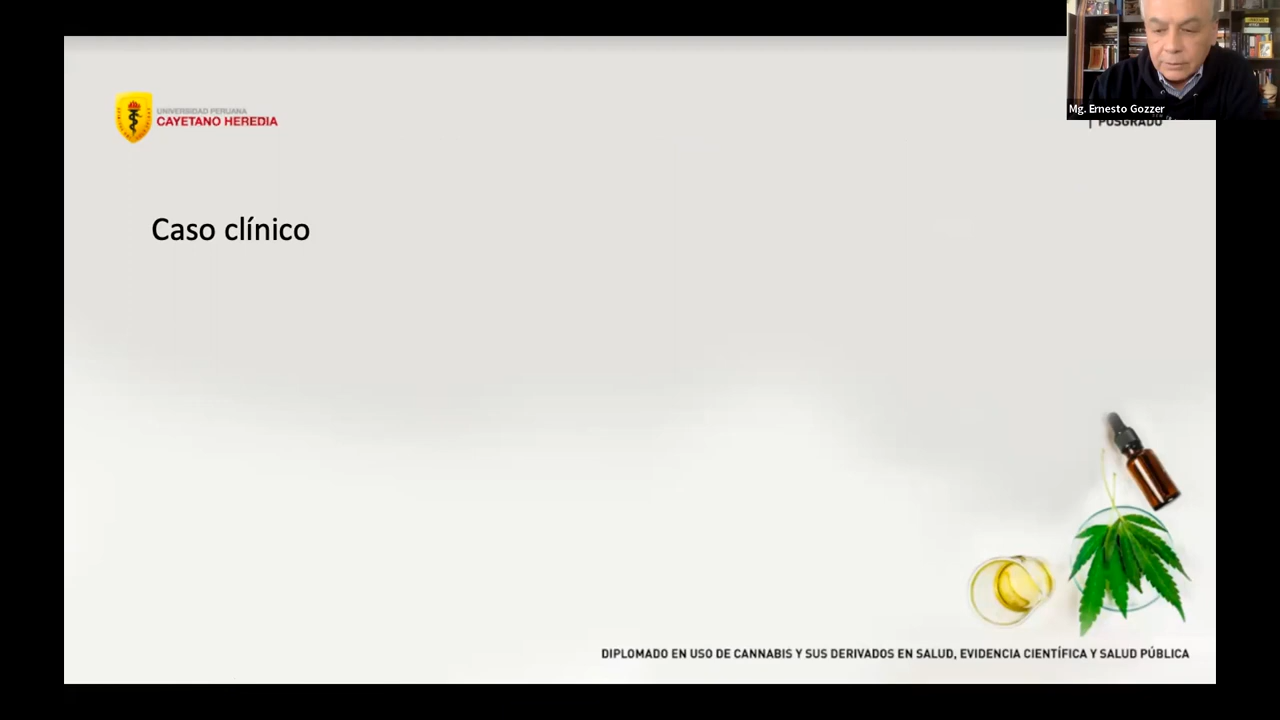 UNIVERSIDAD PERUANA
CAYETANO HEREDIA
Mg. Ernesto Gozzer
POSGRADO
Caso clínico
DIPLOMADO EN USO DE CANNABIS Y SUS DERIVADOS EN SALUD, EVIDENCIA CIENTÍFICA Y SALUD PÚBLICA